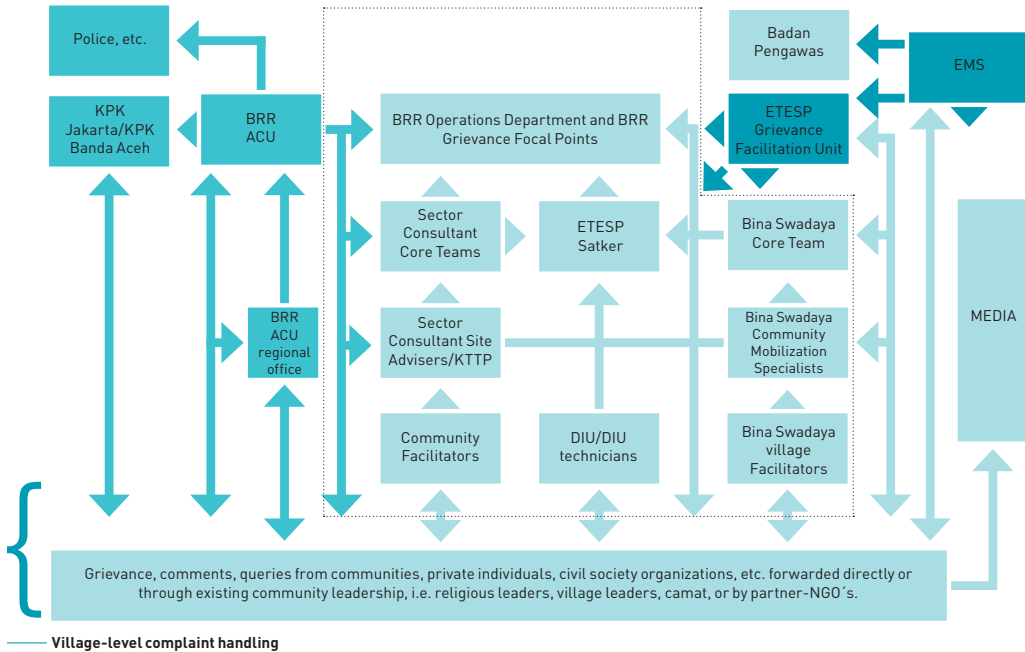 Police, etc.
Badan
Pengawas
EMS
KPK
Jakarta/KPK
Banda Aceh
BRR
ACU
BRR Operations Department and BRR
Grievance Focal Points
ETESP
Grievance
Facilitation Unit
Sector
Consultant
Core Teams
ETESP
Satker
Bina Swadaya
Core Team
MEDIA
BRR
ACU
regional
office
Sector
Consultant Site
Advisers/KTTP
Bina Swadaya
Community
Mobilization
Specialists
Community
Facilitators
DIU/DIU
technicians
Bina Swadaya
village
Facilitators
Grievance, comments, queries from communities, private individuals, civil society organizations, etc. forwarded directly or
through existing community leadership, i.e. religious leaders, village leaders, camat, or by partner-NGO´s.
Village-level complaint handling